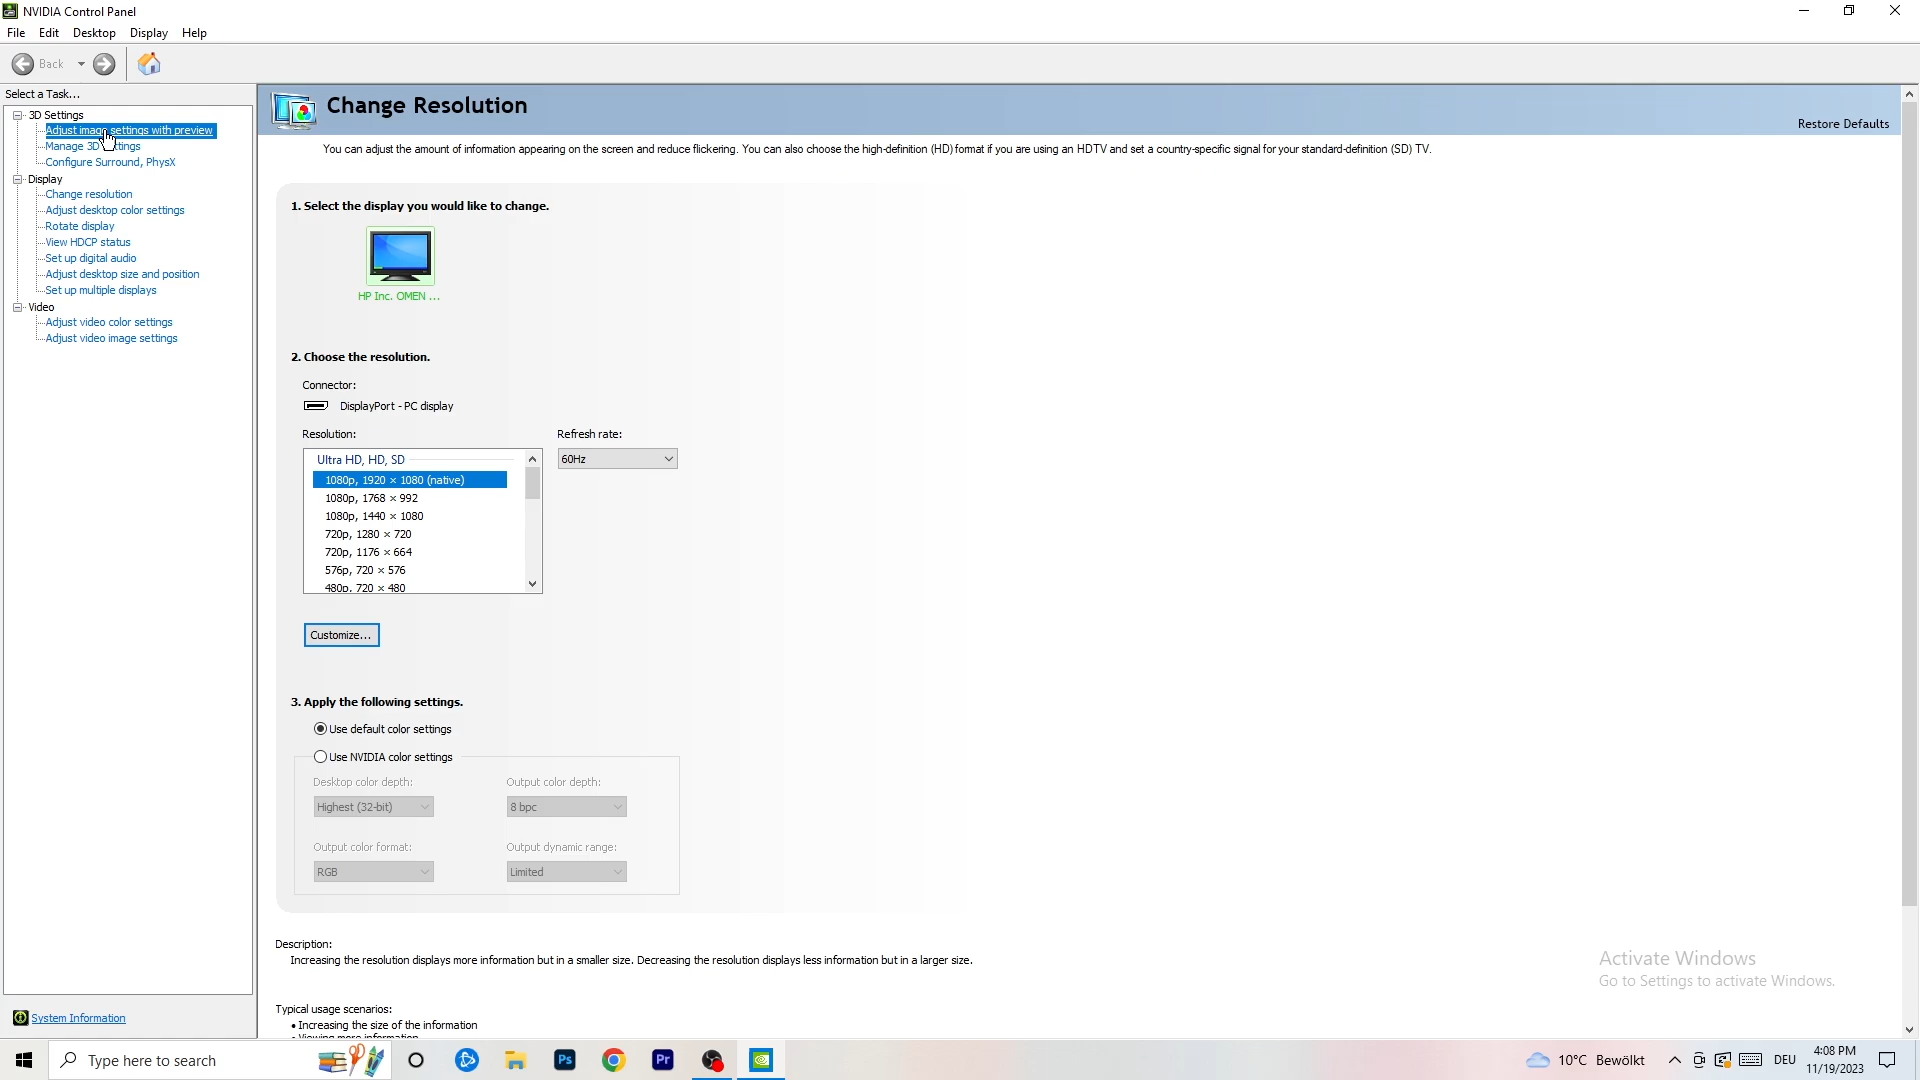 NVIDIA Control Panel
File Edit Desktop Display Help
Back
Select a Task...
3D Settings
Adjust image settings with preview
Manage 3D
Configure Surround, PhysX
Display
Change resolution
Adjust desktop color settings
Rotate display
View HDCP status
Set up digital audio
Adjust desktop size and position
Set up multiple displays
Video
Adjust video color settings
Adjust video image settings
System Information
Change Resolution
Restore Defaults
You can adjust the amount of information appearing on the screen and reduce flickering. You can also choose the high-definition (HD) format if you are using an HDTV and set a country-specific signal for your standard-definition (SD) TV.
1. Select the display you would like to change.
HP Inc. OMEN ...
2. Choose the resolution.
Connector:
DisplayPort - PC display
Resolution:
Refresh rate:
Ultra HD, HD, SD
60Hz
1080p, 1920 × 1080 (native)
1080p, 1768 × 992
1080p, 1440 × 1080
720p, 1280 × 720
720p, 1176 × 664
576p, 720 × 576
480p, 720 × 480
Customize...
3. Apply the following settings.
Use default color settings
Use NVIDIA color settings
Desktop color depth:
Output color depth:
Highest (32-bit)
8 bpc
Output color format:
Output dynamic range:
RGB
Limited
Description:
Increasing the resolution displays more information but in a smaller size. Decreasing the resolution displays less information but in a larger size.
Typical usage scenarios:
• Increasing the size of the information
• Viewing more information
Activate Windows
Go to Settings to activate Windows.
Type here to search
Ps
Pr
10°C Bewölkt
DEU
4:08 PM
11/19/2023